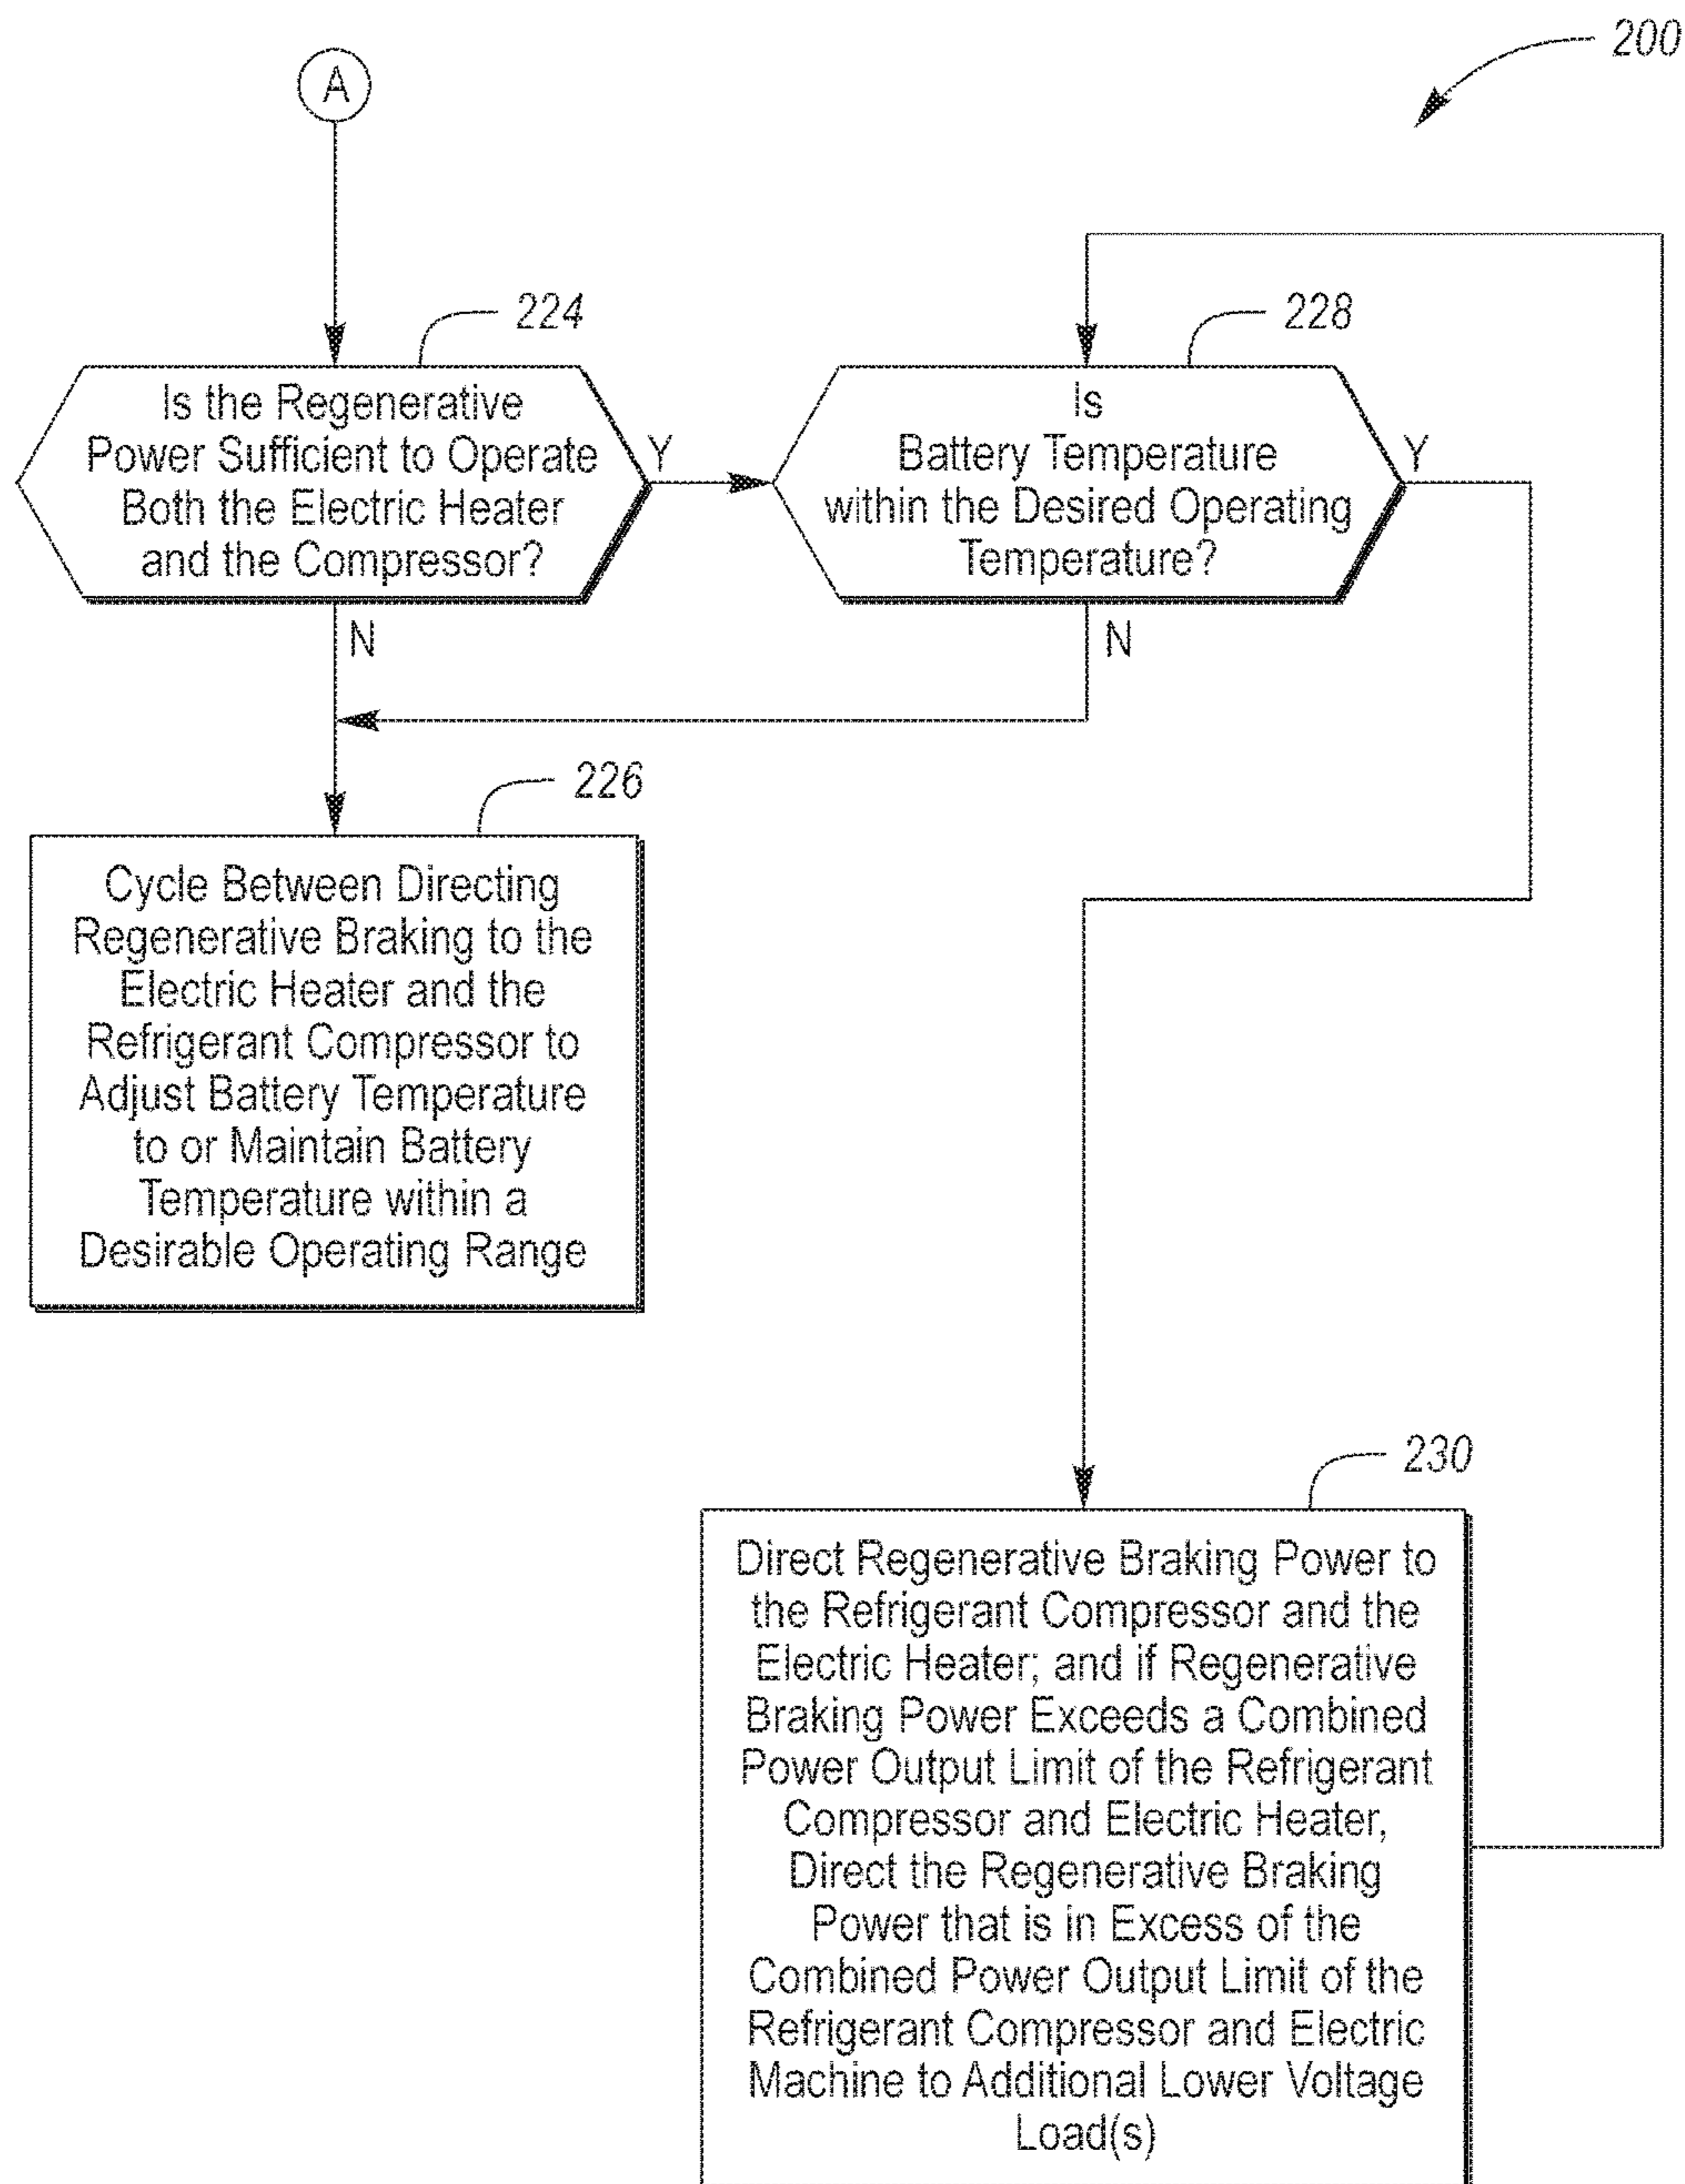 200
A
224
Is the Regenerative
Power Sufficient to Operate
Both the Electric Heater
and the Compressor?
Y
N
228
Is
Battery Temperature
within the Desired Operating
Temperature?
Y
N
226
Cycle Between Directing
Regenerative Braking to the
Electric Heater and the
Refrigerant Compressor to
Adjust Battery Temperature
to or Maintain Battery
Temperature within a
Desirable Operating Range
230
Direct Regenerative Braking Power to
the Refrigerant Compressor and the
Electric Heater; and if Regenerative
Braking Power Exceeds a Combined
Power Output Limit of the Refrigerant
Compressor and Electric Heater,
Direct the Regenerative Braking
Power that is in Excess of the
Combined Power Output Limit of the
Refrigerant Compressor and Electric
Machine to Additional Lower Voltage
Load(s)